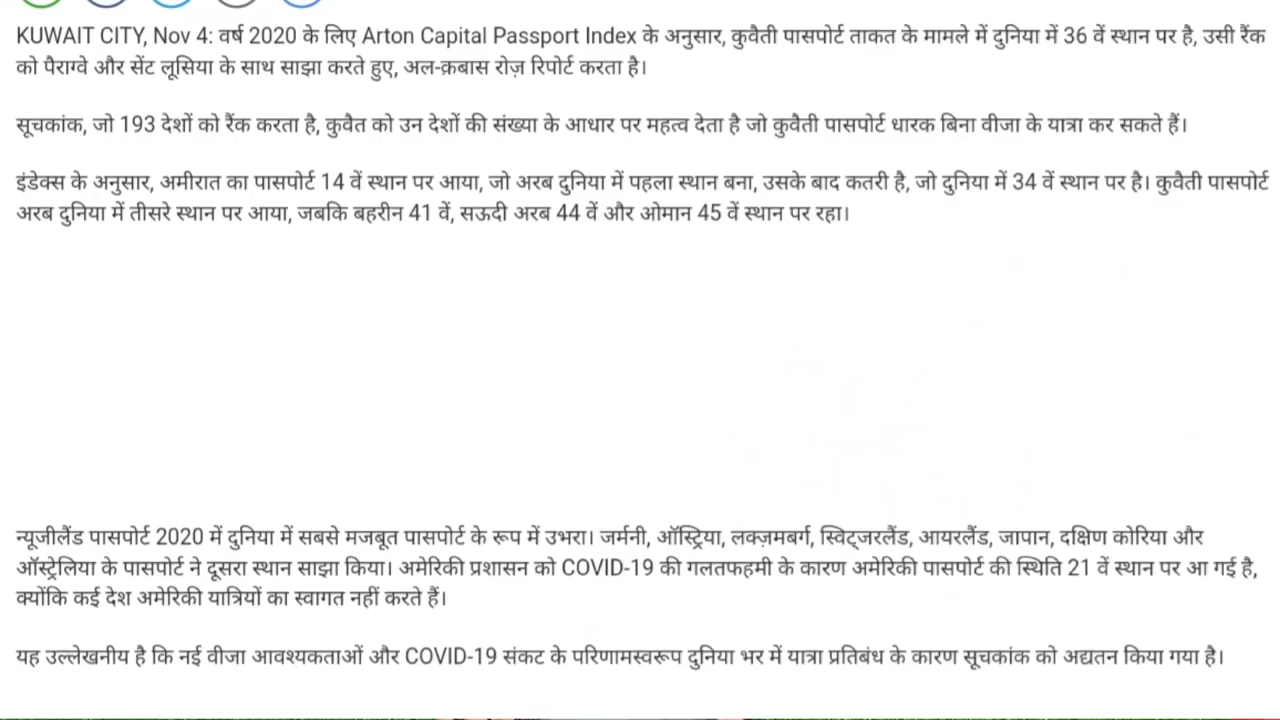 KUWAIT CITY, Nov 4: वर्ष 2020 के लिए Arton Capital Passport Index के अनुसार, कुवैती पासपोर्ट ताकत के मामले में दुनिया में 36 वें स्थान पर है, उसी रैंक
को पैराग्वे और सेंट लूसिया के साथ साझा करते हुए, अल-क़बास रोज़ रिपोर्ट करता है।
सूचकांक, जो 193 देशों को रैंक करता है, कुवैत को उन देशों की संख्या के आधार पर महत्व देता है जो कुवैती पासपोर्ट धारक बिना वीजा के यात्रा कर सकते हैं।
इंडेक्स के अनुसार, अमीरात का पासपोर्ट 14 वें स्थान पर आया, जो अरब दुनिया में पहला स्थान बना, उसके बाद कतरी है, जो दुनिया में 34 वें स्थान पर है। कुवैती पासपोर्ट
अरब दुनिया में तीसरे स्थान पर आया, जबकि बहरीन 41 वें, सऊदी अरब 44 वें और ओमान 45 वें स्थान पर रहा।
न्यूजीलैंड पासपोर्ट 2020 में दुनिया में सबसे मजबूत पासपोर्ट के रूप में उभरा। जर्मनी, ऑस्ट्रिया, लक्ज़मबर्ग, स्विट्जरलैंड, आयरलैंड, जापान, दक्षिण कोरिया और
ऑस्ट्रेलिया के पासपोर्ट ने दूसरा स्थान साझा किया। अमेरिकी प्रशासन को COVID-19 की गलतफहमी के कारण अमेरिकी पासपोर्ट की स्थिति 21 वें स्थान पर आ गई है,
क्योंकि कई देश अमेरिकी यात्रियों का स्वागत नहीं करते हैं।
यह उल्लेखनीय है कि नई वीजा आवश्यकताओं और COVID-19 संकट के परिणामस्वरूप दुनिया भर में यात्रा प्रतिबंध के कारण सूचकांक को अद्यतन किया गया है।